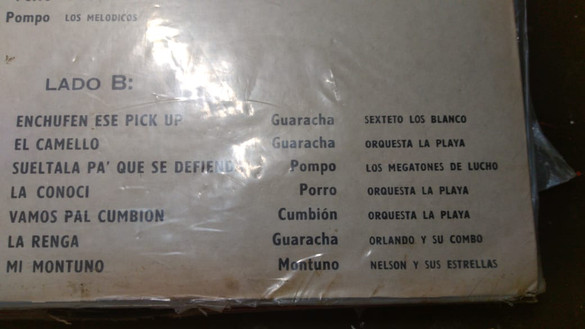 Pompo LOS MELODICOS
LADO B:
ENCHUFEN ESE PICK UP Guaracha SEXTETO LOS BLANCO
EL CAMELLO Guaracha ORQUESTA LA PLAYA
SUELTALA PA' QUE SE DEFIENDA Pompo LOS MEGATONES DE LUCHO
LA CONOCI Porro ORQUESTA LA PLAYA
VAMOS PAL CUMBION Cumbión ORQUESTA LA PLAYA
LA RENGA Guaracha ORLANDO Y SU COMBO
MI MONTUNO Montuno NELSON Y SUS ESTRELLAS